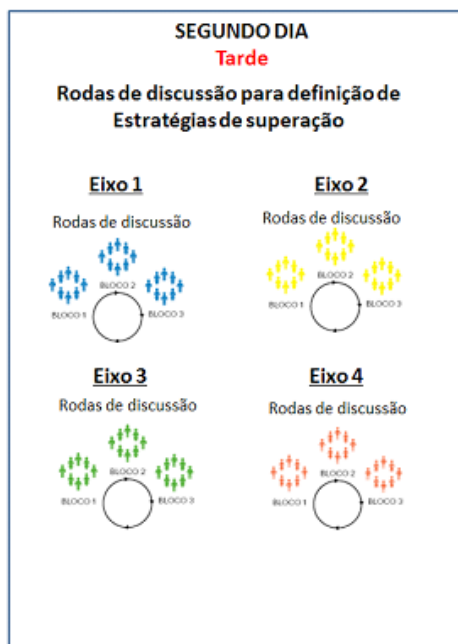 SEGUNDO DIA
Tarde
Rodas de discussão para definição de
Estratégias de superação
Eixo 1
Rodas de discussão
BLOCO 2
BLOCO 1
BLOCO 3
Eixo 2
Rodas de discussão
BLOCO 2
BLOCO 1
BLOCO 3
Eixo 3
Rodas de discussão
BLOCO 2
BLOCO 1
BLOCO 3
Eixo 4
Rodas de discussão
BLOCO 2
BLOCO 1
BLOCO 3